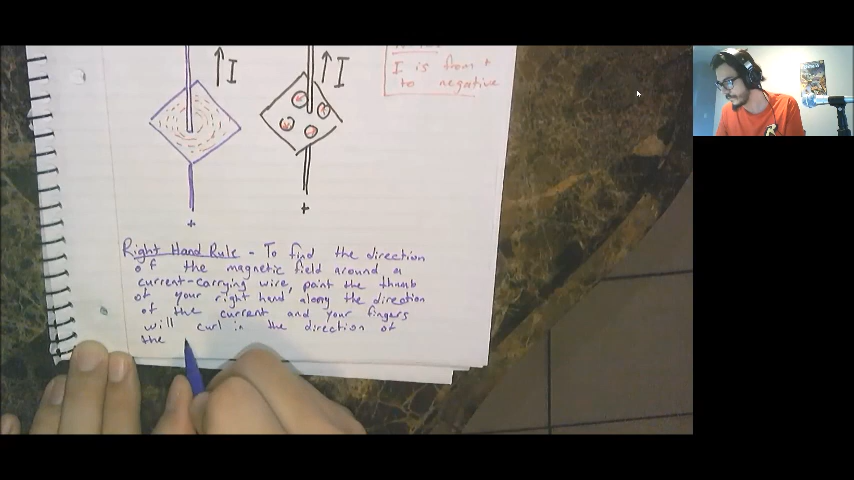 I
I
I is from +
to negative
+
+
Right Hand Rule - To find the direction
of the magnetic field around a
current-carrying wire, point the thumb
of your right hand along the direction
of the current and your fingers
will curl in the direction of
the